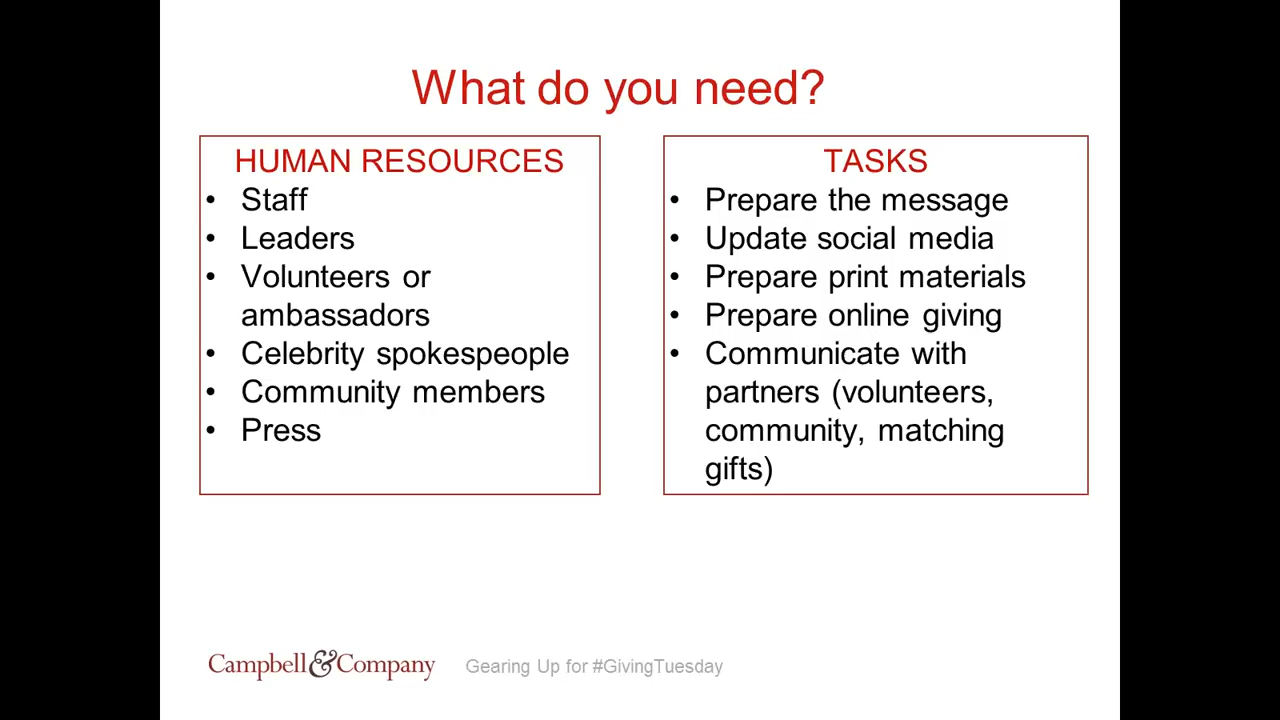 What do you need?
HUMAN RESOURCES
• Staff
• Leaders
• Volunteers or
ambassadors
• Celebrity spokespeople
• Community members
• Press
TASKS
• Prepare the message
• Update social media
• Prepare print materials
• Prepare online giving
• Communicate with
partners (volunteers,
community, matching
gifts)
Campbell&Company
Gearing Up for #GivingTuesday